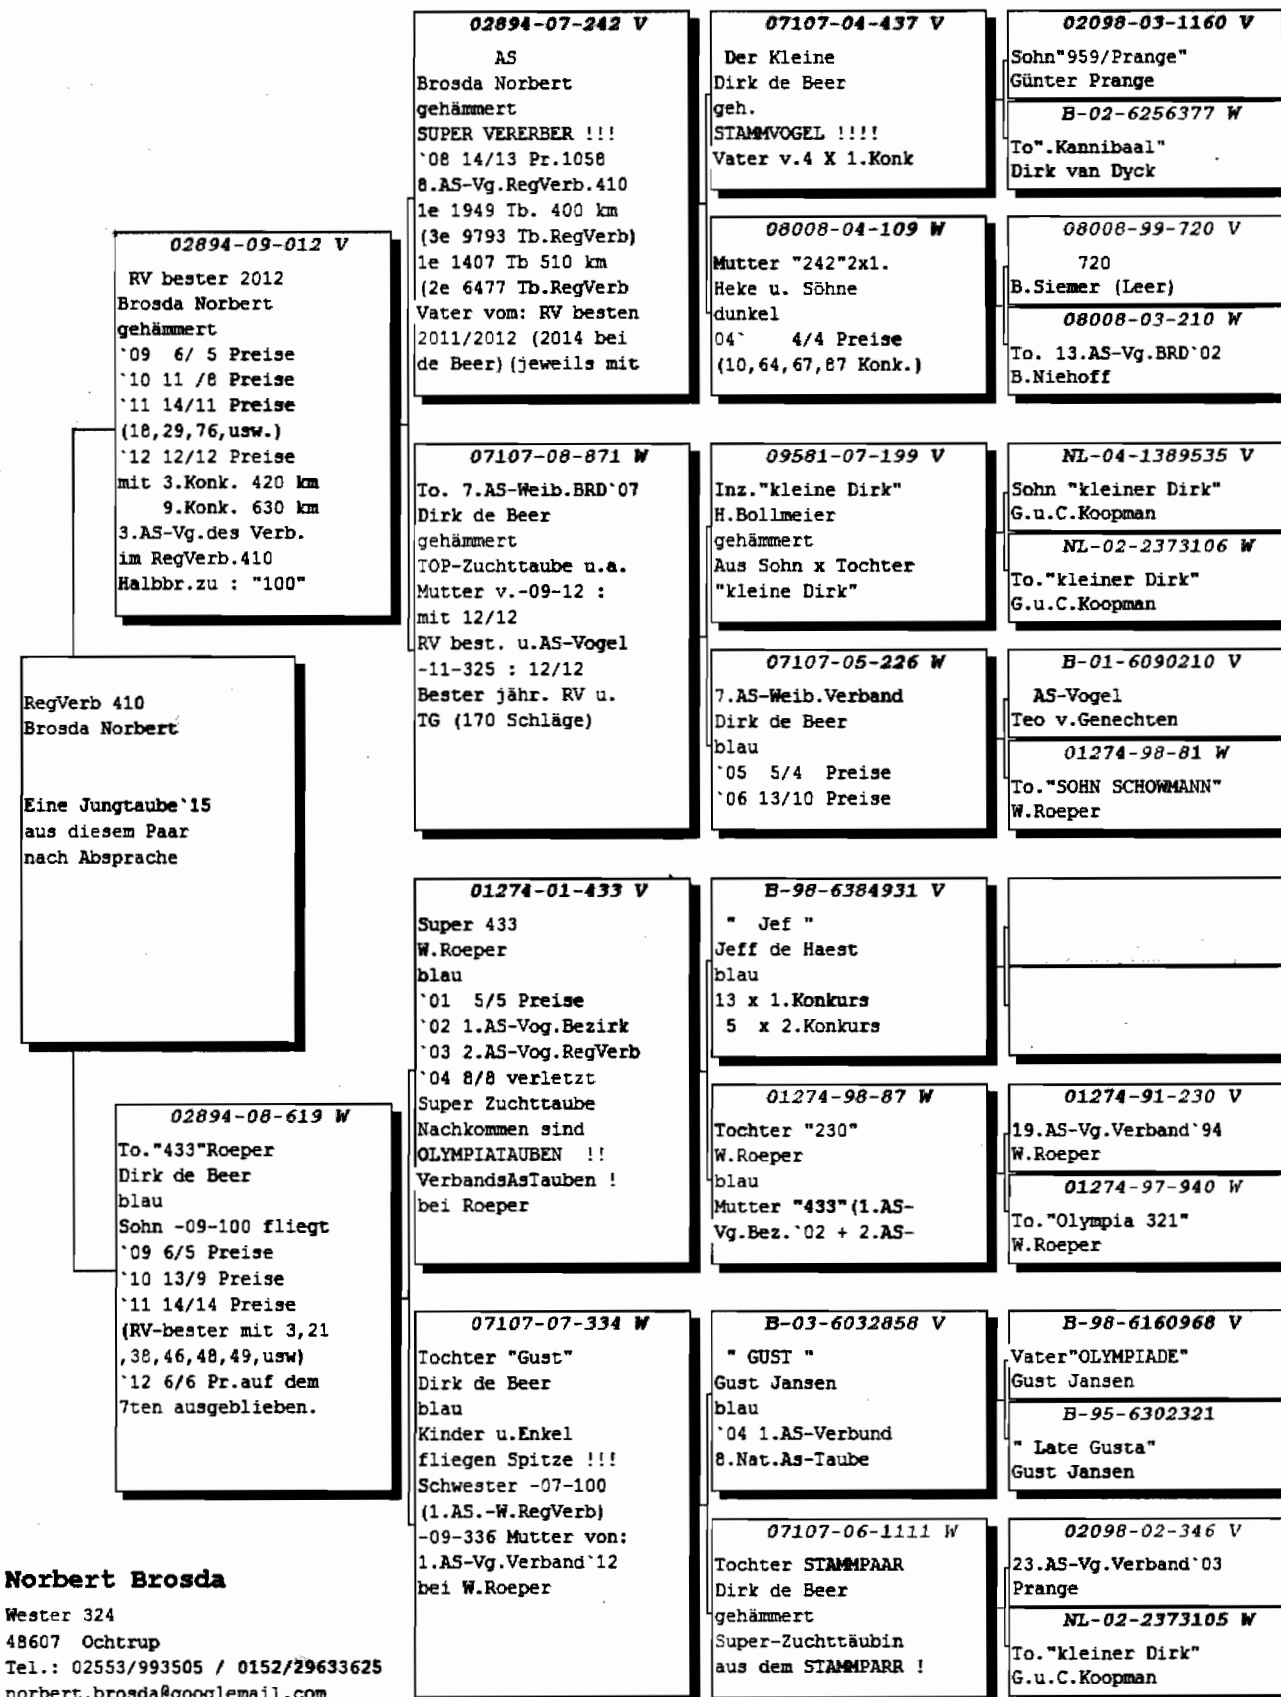 02894-07-242 V
AS
Brosda Norbert
gehämmert
SUPER VERERBER !!!
`08 14/13 Pr.1058
8.AS-Vg.RegVerb.410
1e 1949 Tb. 400 km
(3e 9793 Tb.RegVerb)
1e 1407 Tb 510 km
(2e 6477 Tb.RegVerb
Vater vom: RV besten
2011/2012 (2014 bei
de Beer)(jeweils mit
07107-04-437 V
Der Kleine
Dirk de Beer
geh.
STAMMVOGEL !!!!
Vater v.4 X 1.Konk
02098-03-1160 V
Sohn"959/Prange"
Günter Prange
B-02-6256377 W
To".Kannibaal"
Dirk van Dyck
08008-04-109 W
Mutter "242"2x1.
Heke u. Söhne
dunkel
04` 4/4 Preise
(10,64,67,87 Konk.)
08008-99-720 V
720
B.Siemer (Leer)
08008-03-210 W
To. 13.AS-Vg.BRD`02
B.Niehoff
02894-09-012 V
RV bester 2012
Brosda Norbert
gehämmert
`09 6/ 5 Preise
`10 11 /8 Preise
`11 14/11 Preise
(18,29,76,usw.)
`12 12/12 Preise
mit 3.Konk. 420 km
9.Konk. 630 km
3.AS-Vg.des Verb.
im RegVerb.410
Halbbr.zu : "100"
07107-08-871 W
To. 7.AS-Weib.BRD`07
Dirk de Beer
gehämmert
TOP-Zuchttaube u.a.
Mutter v.-09-12 :
mit 12/12
RV best. u.AS-Vogel
-11-325 : 12/12
Bester jähr. RV u.
TG (170 Schläge)
09581-07-199 V
Inz."kleine Dirk"
H.Bollmeier
gehämmert
Aus Sohn x Tochter
"kleine Dirk"
NL-04-1389535 V
Sohn "kleiner Dirk"
G.u.C.Koopman
NL-02-2373106 W
To."kleiner Dirk"
G.u.C.Koopman
07107-05-226 W
7.AS-Weib.Verband
Dirk de Beer
blau
`05 5/4 Preise
`06 13/10 Preise
B-01-6090210 V
AS-Vogel
Teo v.Genechten
01274-98-81 W
To."SOHN SCHOWMANN"
W.Roeper
RegVerb 410
Brosda Norbert
Eine Jungtaube`15
aus diesem Paar
nach Absprache
01274-01-433 V
Super 433
W.Roeper
blau
`01 5/5 Preise
`02 1.AS-Vog.Bezirk
`03 2.AS-Vog.RegVerb
`04 8/8 verletzt
Super Zuchttaube
Nachkommen sind
OLYMPIATAUBEN !!
VerbandsAsTauben !
bei Roeper
B-98-6384931 V
" Jef "
Jeff de Haest
blau
13 x 1.Konkurs
5 x 2.Konkurs
01274-98-87 W
Tochter "230"
W.Roeper
blau
Mutter "433"(1.AS-
Vg.Bez.`02 + 2.AS-
01274-91-230 V
19.AS-Vg.Verband`94
W.Roeper
01274-97-940 W
To."Olympia 321"
W.Roeper
02894-08-619 W
To."433"Roeper
Dirk de Beer
blau
Sohn -09-100 fliegt
`09 6/5 Preise
`10 13/9 Preise
`11 14/14 Preise
(RV-bester mit 3,21
,38,46,48,49,usw)
`12 6/6 Pr.auf dem
7ten ausgeblieben.
07107-07-334 W
Tochter "Gust"
Dirk de Beer
blau
Kinder u.Enkel
fliegen Spitze !!!
Schwester -07-100
(1.AS.-W.RegVerb)
-09-336 Mutter von:
1.AS-Vg.Verband`12
bei W.Roeper
B-03-6032858 V
" GUST "
Gust Jansen
blau
`04 1.AS-Verbund
8.Nat.As-Taube
B-98-6160968 V
Vater"OLYMPIADE"
Gust Jansen
B-95-6302321
" Late Gusta"
Gust Jansen
07107-06-1111 W
Tochter STAMMPAAR
Dirk de Beer
gehämmert
Super-Zuchttäubin
aus dem STAMMPARR !
02098-02-346 V
23.AS-Vg.Verband`03
Prange
NL-02-2373105 W
To."kleiner Dirk"
G.u.C.Koopman
Norbert Brosda
Wester 324
48607 Ochtrup
Tel.: 02553/993505 / 0152/29633625
norbert.brosda@googlemail.com